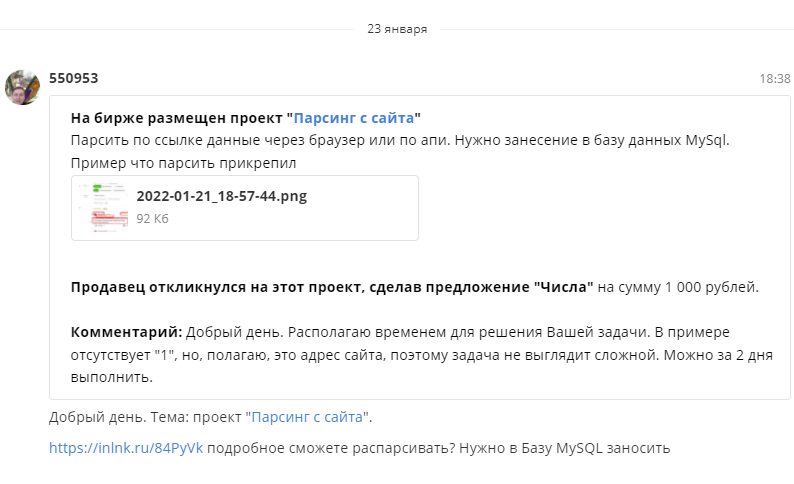 23 января
550953
18:38
На бирже размещен проект "Парсинг с сайта"
Парсить по ссылке данные через браузер или по апи. Нужно занесение в базу данных MySql.
Пример что парсить прикрепил
2022-01-21_18-57-44.png
92 Кб
Продавец откликнулся на этот проект, сделав предложение "Числа" на сумму 1 000 рублей.
Комментарий: Добрый день. Располагаю временем для решения Вашей задачи. В примере
отсутствует "1", но, полагаю, это адрес сайта, поэтому задача не выглядит сложной. Можно за 2 дня
выполнить.
Добрый день. Тема: проект "Парсинг с сайта".
https://inlnk.ru/84PyVk подробное сможете распарсивать? Нужно в Базу MySQL заносить